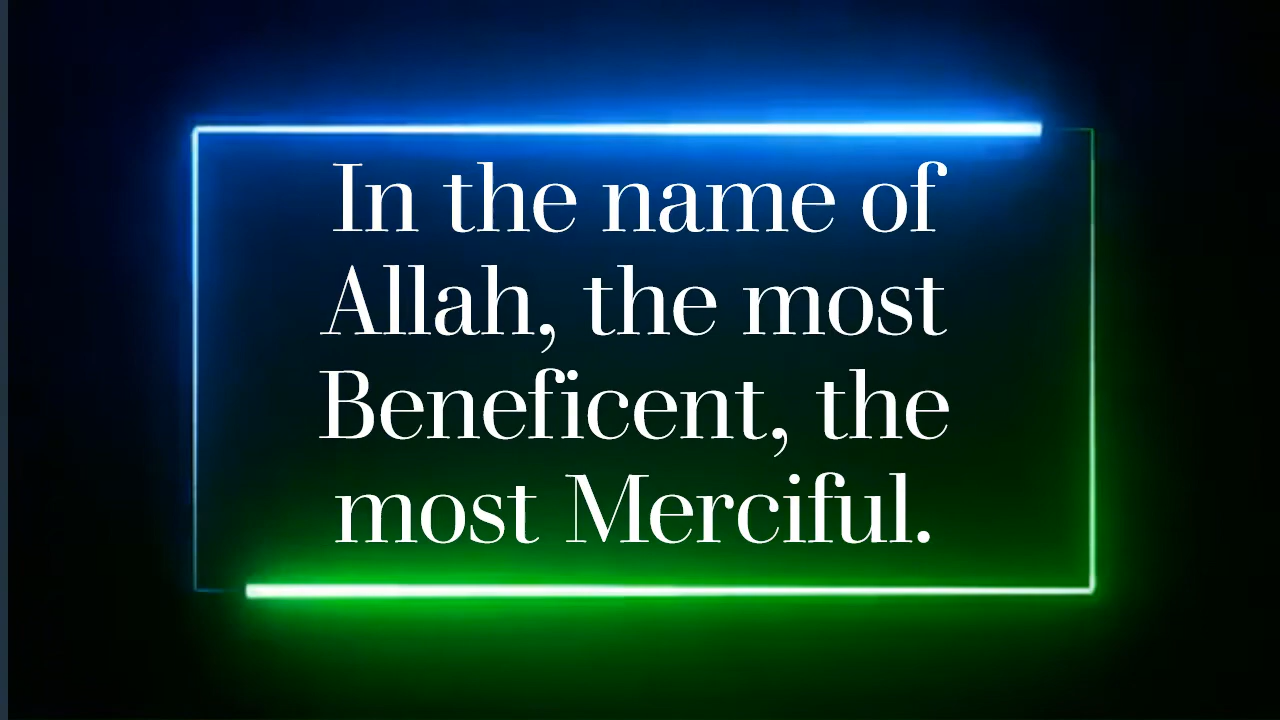 In the name of
Allah, the most
Beneficent, the
most Merciful.